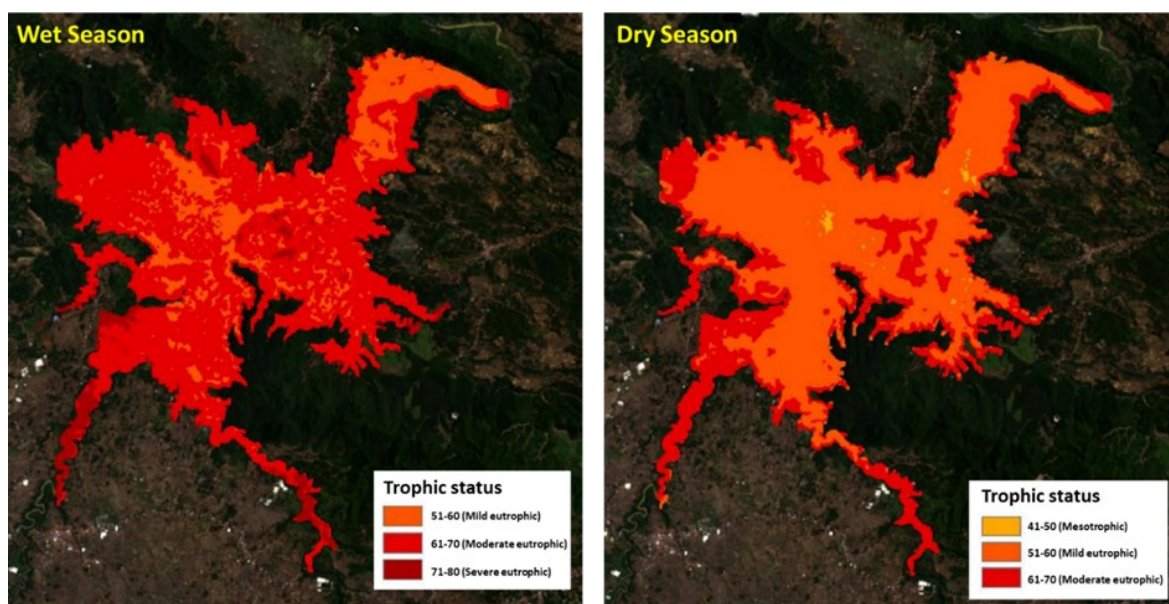 Wet Season
Trophic status
51-60 (Mild eutrophic)
61-70 (Moderate eutrophic)
71-80 (Severe eutrophic)
Dry Season
Trophic status
41-50 (Mesotrophic)
51-60 (Mild eutrophic)
61-70 (Moderate eutrophic)